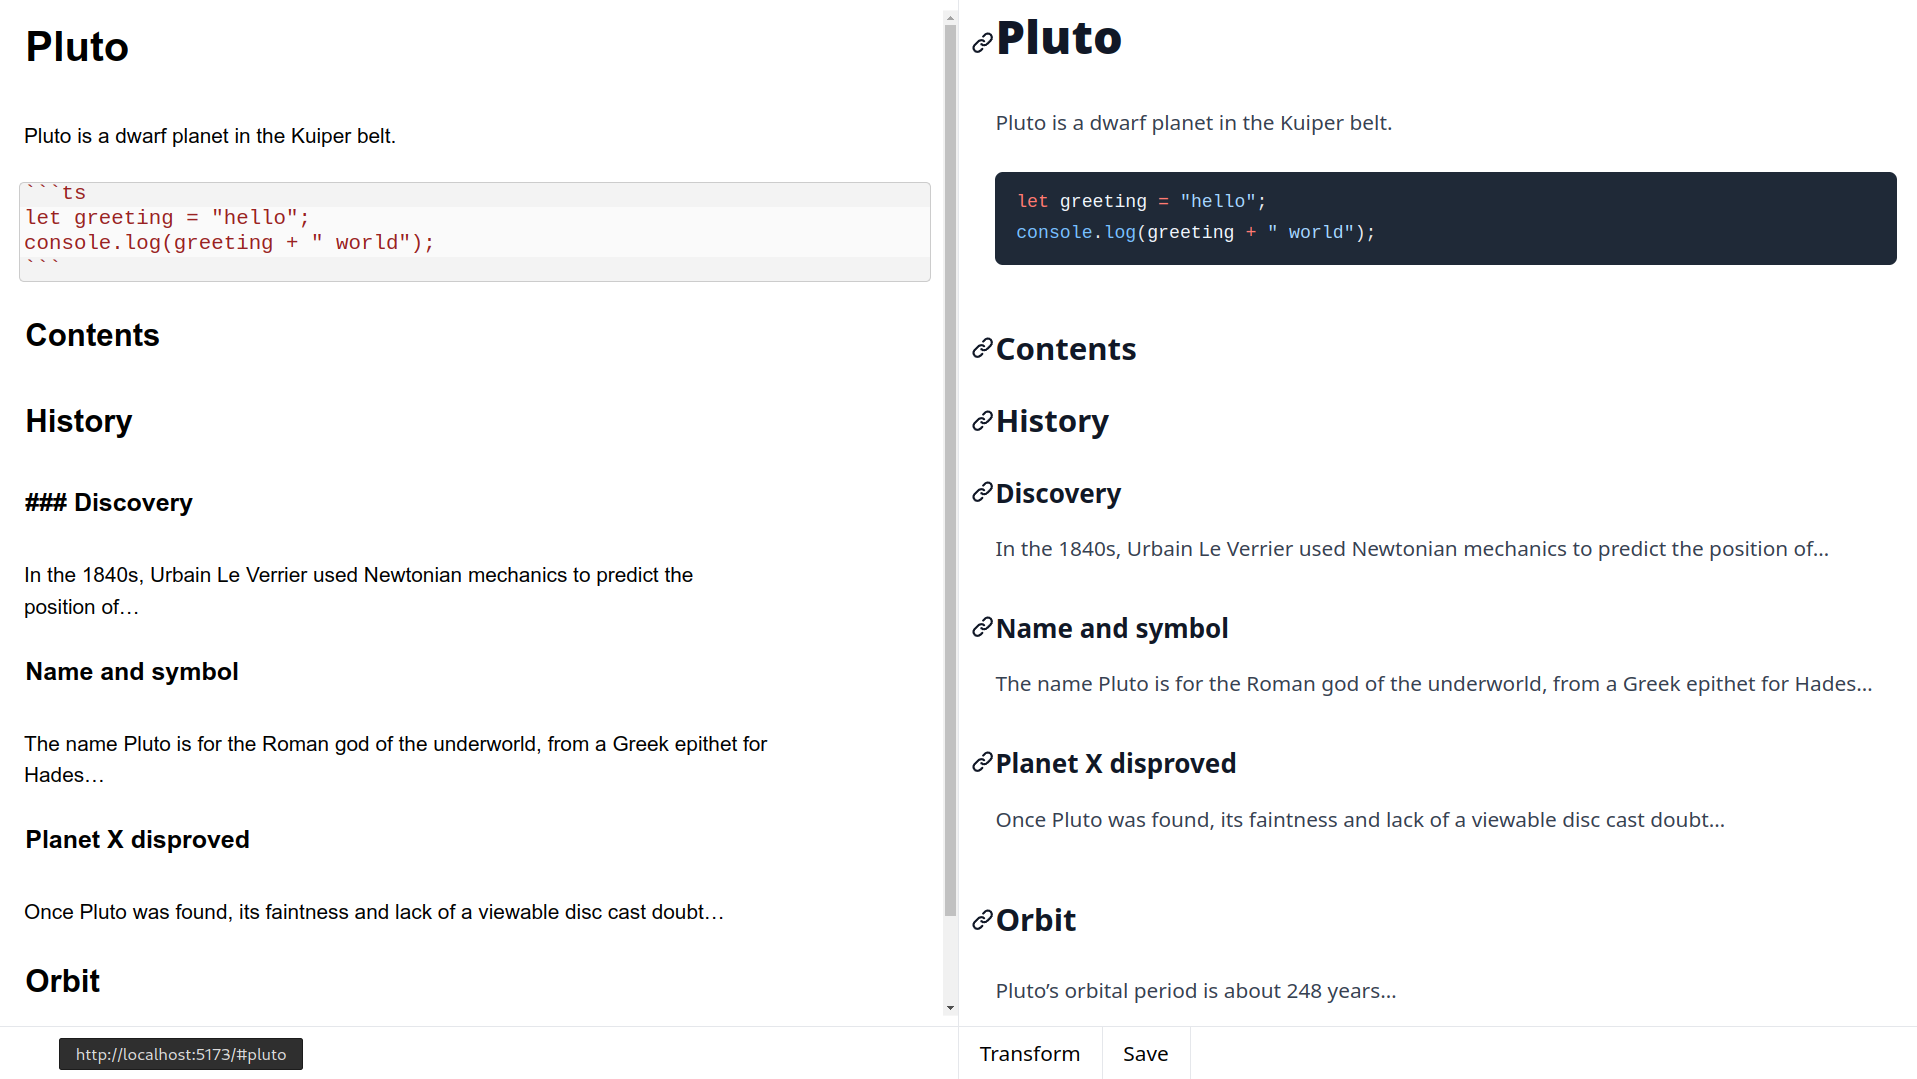 Pluto
Pluto is a dwarf planet in the Kuiper belt.
```ts
let greeting = "hello";
console.log(greeting + " world");
```
Contents
History
### Discovery
In the 1840s, Urbain Le Verrier used Newtonian mechanics to predict the
position of…
Name and symbol
The name Pluto is for the Roman god of the underworld, from a Greek epithet for
Hades…
Planet X disproved
Once Pluto was found, its faintness and lack of a viewable disc cast doubt…
Orbit
http://localhost:5173/#pluto
Pluto
Pluto is a dwarf planet in the Kuiper belt.
let greeting = "hello";
console.log(greeting + " world");
Contents
History
Discovery
In the 1840s, Urbain Le Verrier used Newtonian mechanics to predict the position of…
Name and symbol
The name Pluto is for the Roman god of the underworld, from a Greek epithet for Hades…
Planet X disproved
Once Pluto was found, its faintness and lack of a viewable disc cast doubt…
Orbit
Pluto’s orbital period is about 248 years…
Transform
Save